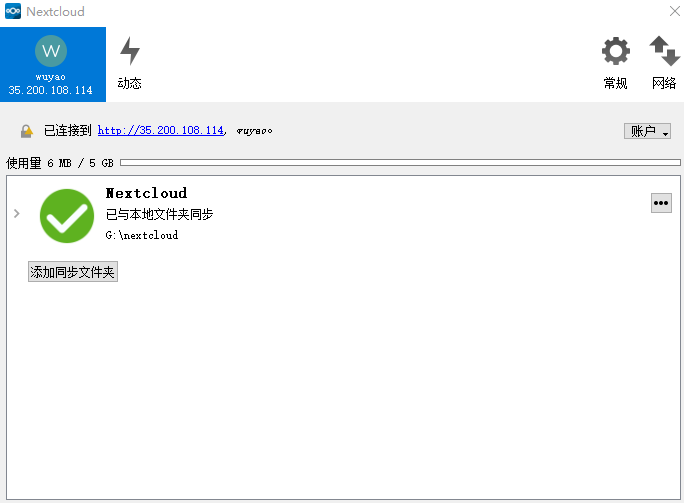 Nextcloud
W
wuyao
35.200.108.114
动态
常规
网络
已连接到 http://35.200.108.114, wuyao。
账户
使用量 6 MB / 5 GB
Nextcloud
已与本地文件夹同步
G:\nextcloud
添加同步文件夹